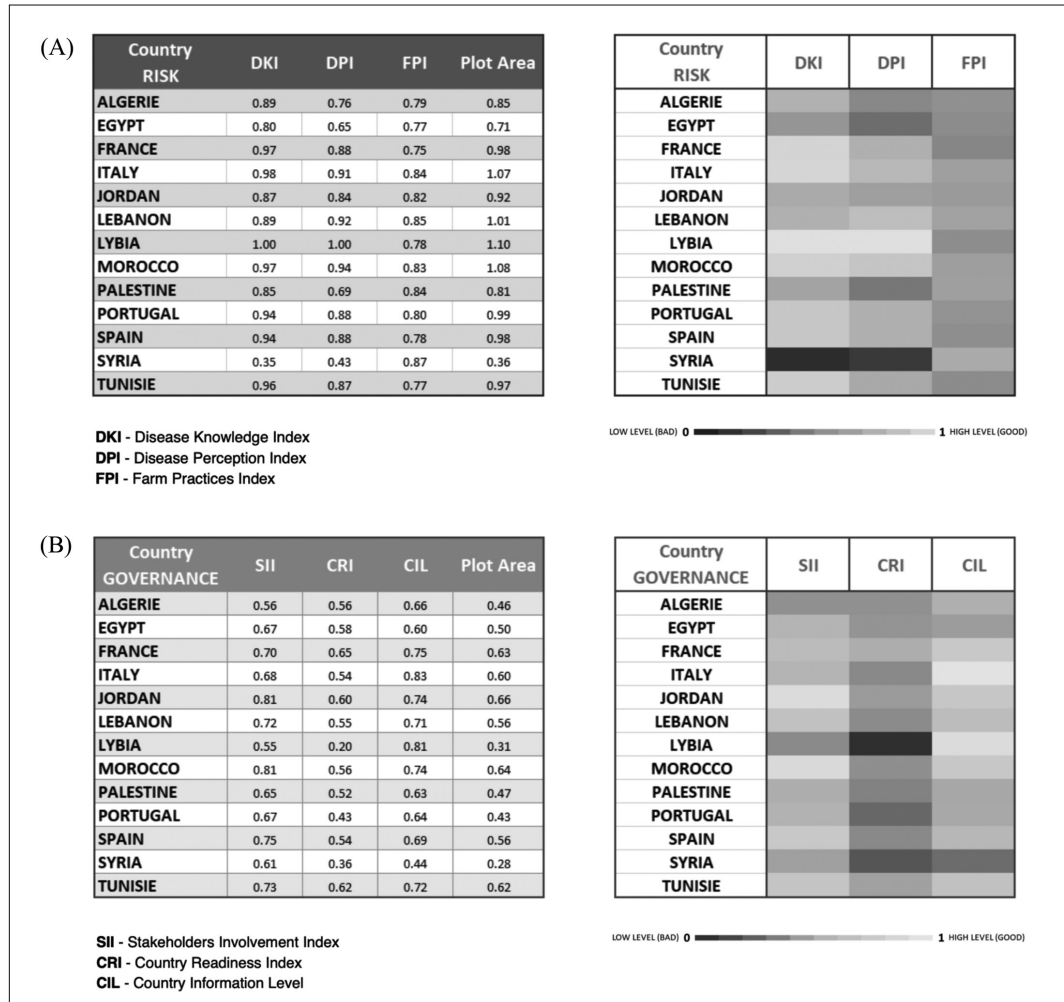 (A)
Country RISK DKI DPI FPI Plot Area
ALGERIE 0.89 0.76 0.79 0.85
EGYPT 0.80 0.65 0.77 0.71
FRANCE 0.97 0.88 0.75 0.98
ITALY 0.98 0.91 0.84 1.07
JORDAN 0.87 0.84 0.82 0.92
LEBANON 0.89 0.92 0.85 1.01
LYBIA 1.00 1.00 0.78 1.10
MOROCCO 0.97 0.94 0.83 1.08
PALESTINE 0.85 0.69 0.84 0.81
PORTUGAL 0.94 0.88 0.80 0.99
SPAIN 0.94 0.88 0.78 0.98
SYRIA 0.35 0.43 0.87 0.36
TUNISIE 0.96 0.87 0.77 0.97
DKI - Disease Knowledge Index
DPI - Disease Perception Index
FPI - Farm Practices Index
Country RISK DKI DPI FPI
ALGERIE
EGYPT
FRANCE
ITALY
JORDAN
LEBANON
LYBIA
MOROCCO
PALESTINE
PORTUGAL
SPAIN
SYRIA
TUNISIE
LOW LEVEL (BAD) 0 1 HIGH LEVEL (GOOD)
(B)
Country GOVERNANCE SII CRI CIL Plot Area
ALGERIE 0.56 0.56 0.66 0.46
EGYPT 0.67 0.58 0.60 0.50
FRANCE 0.70 0.65 0.75 0.63
ITALY 0.68 0.54 0.83 0.60
JORDAN 0.81 0.60 0.74 0.66
LEBANON 0.72 0.55 0.71 0.56
LYBIA 0.55 0.20 0.81 0.31
MOROCCO 0.81 0.56 0.74 0.64
PALESTINE 0.65 0.52 0.63 0.47
PORTUGAL 0.67 0.43 0.64 0.43
SPAIN 0.75 0.54 0.69 0.56
SYRIA 0.61 0.36 0.44 0.28
TUNISIE 0.73 0.62 0.72 0.62
SII - Stakeholders Involvement Index
CRI - Country Readiness Index
CIL - Country Information Level
Country GOVERNANCE SII CRI CIL
ALGERIE
EGYPT
FRANCE
ITALY
JORDAN
LEBANON
LYBIA
MOROCCO
PALESTINE
PORTUGAL
SPAIN
SYRIA
TUNISIE
LOW LEVEL (BAD) 0 1 HIGH LEVEL (GOOD)